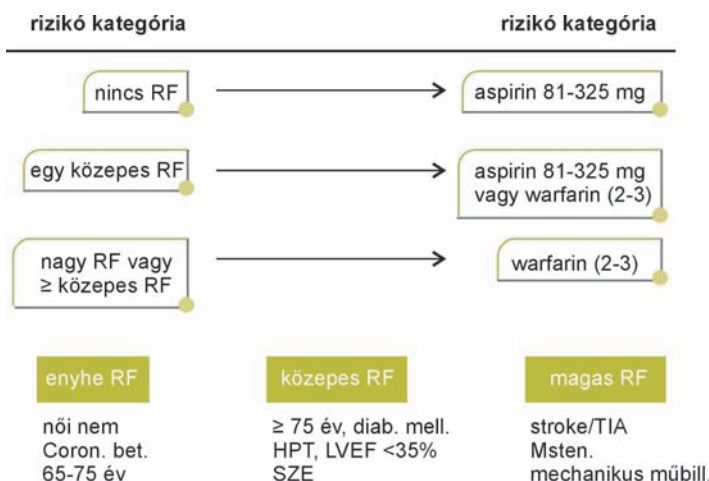 rizikó kategória
rizikó kategória
nincs RF
aspirin 81-325 mg
egy közepes RF
aspirin 81-325 mg
vagy warfarin (2-3)
nagy RF vagy
≥ közepes RF
warfarin (2-3)
enyhe RF
női nem
Coron. bet.
65-75 év
közepes RF
≥ 75 év, diab. mell.
HPT, LVEF <35%
SZE
magas RF
stroke/TIA
Msten.
mechanikus műbill.